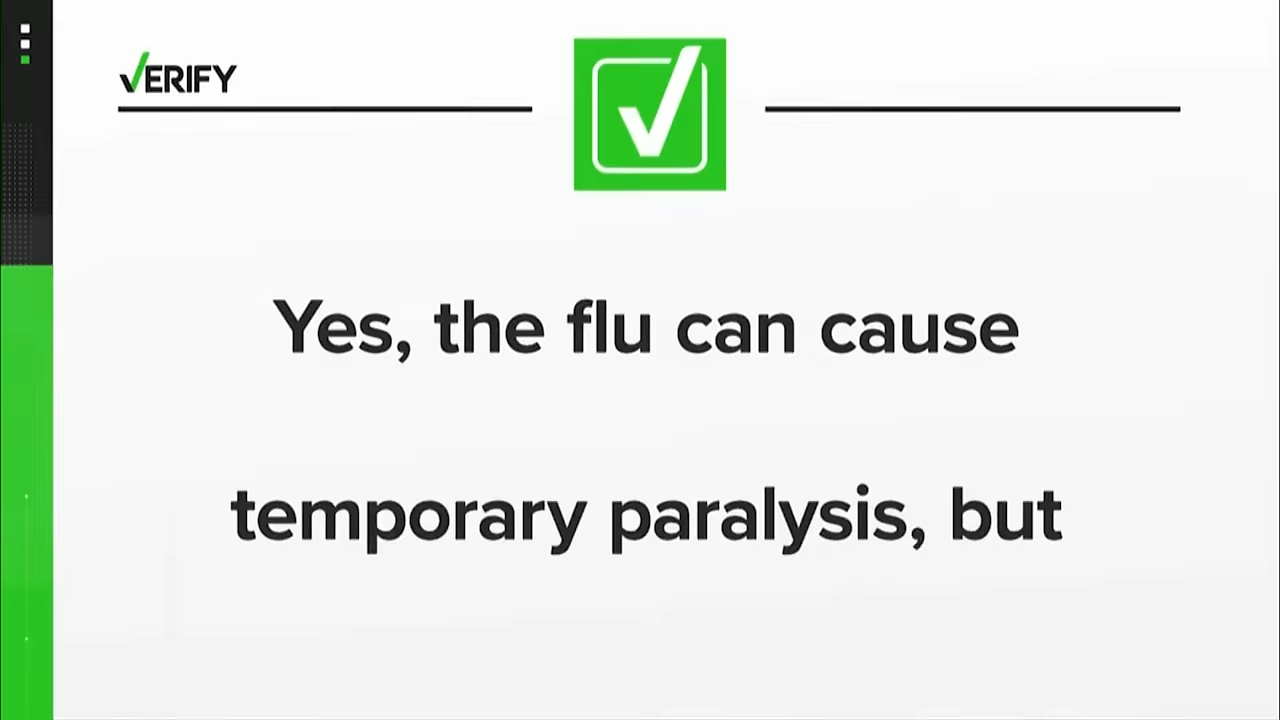 VERIFY
Yes, the flu can cause
temporary paralysis, but